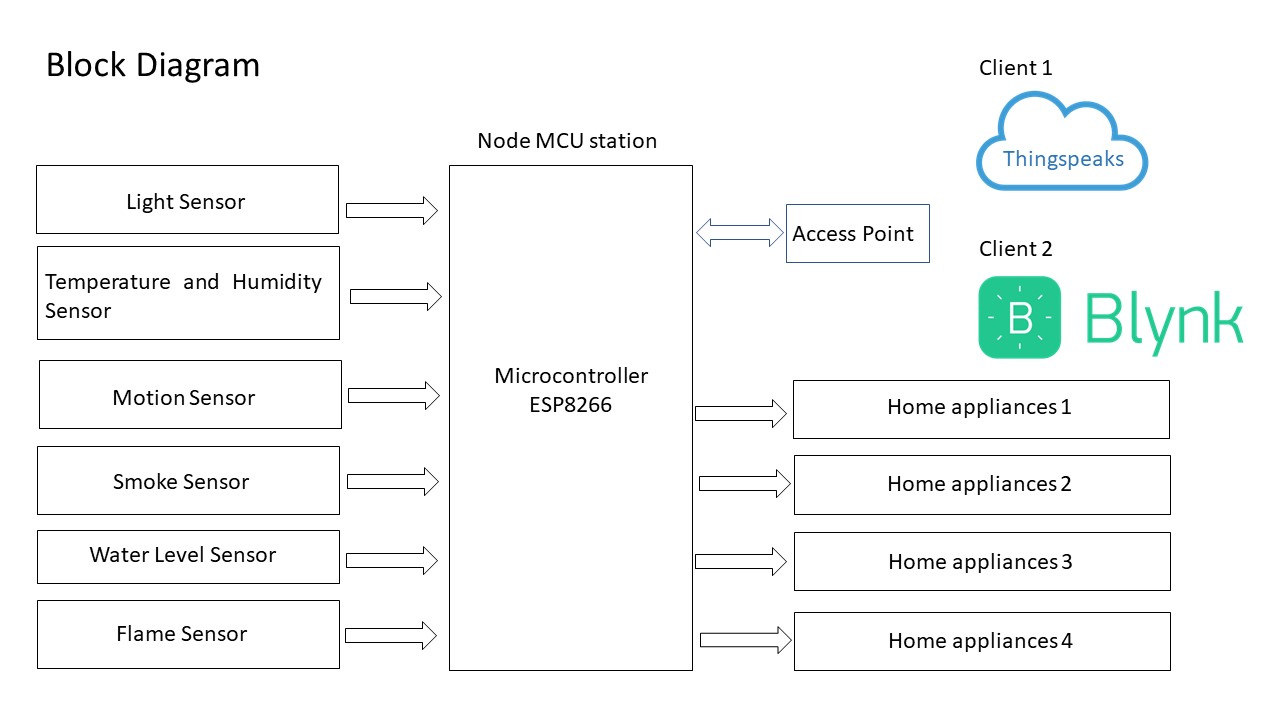 Block Diagram
Client 1
Thingspeaks
Node MCU station
Light Sensor
Access Point
Client 2
B Blynk
Temperature and Humidity
Sensor
Motion Sensor
Microcontroller
ESP8266
Home appliances 1
Smoke Sensor
Home appliances 2
Water Level Sensor
Home appliances 3
Flame Sensor
Home appliances 4